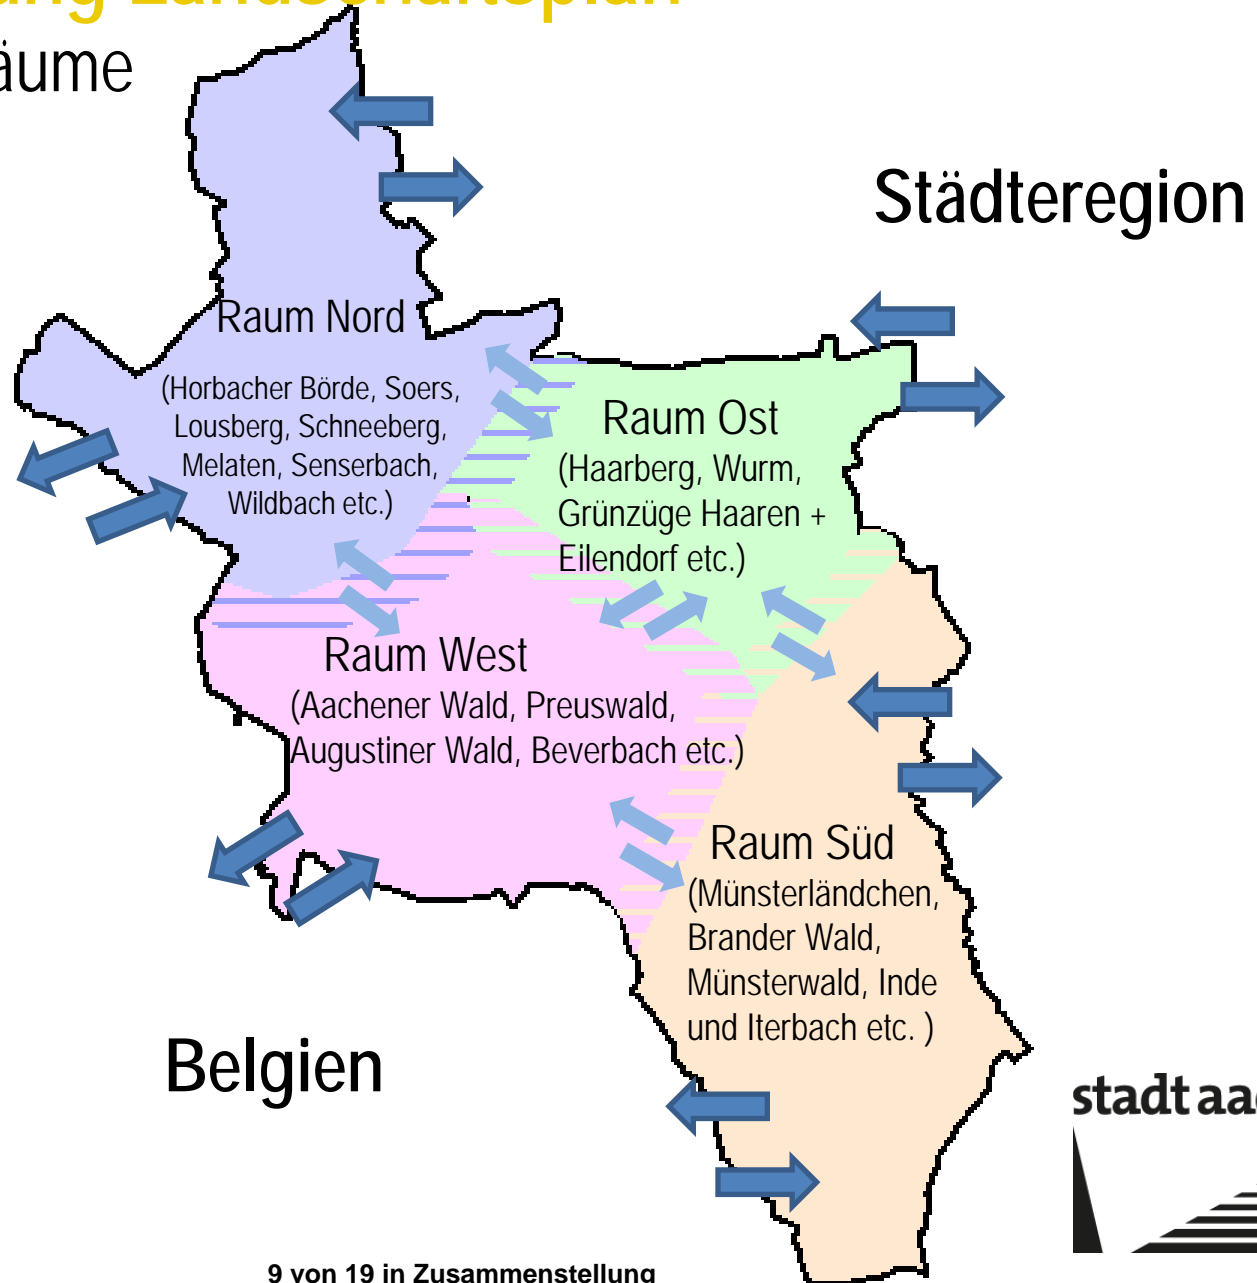 ung Landschaftsplan
äume
Städteregion
Raum Nord
(Horbacher Börde, Soers,
Lousberg, Schneeberg,
Melaten, Senserbach,
Wildbach etc.)
Raum Ost
(Haarberg, Wurm,
Grünzüge Haaren +
Eilendorf etc.)
Raum West
(Aachener Wald, Preuswald,
Augustiner Wald, Beverbach etc.)
Raum Süd
(Münsterländchen,
Brander Wald,
Münsterwald, Inde
und Iterbach etc. )
Belgien
stadt aa
9 von 19 in Zusammenstellung